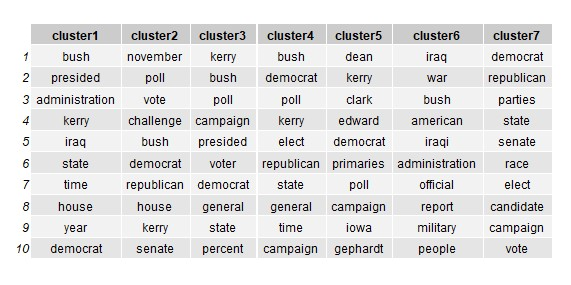 cluster1 cluster2 cluster3 cluster4 cluster5 cluster6 cluster7
1 bush november kerry bush dean iraq democrat
2 presided poll bush democrat kerry war republican
3 administration vote poll poll clark bush parties
4 kerry challenge campaign kerry edward american state
5 iraq bush presided elect democrat iraqi senate
6 state democrat voter republican primaries administration race
7 time republican democrat state poll official elect
8 house house general general campaign report candidate
9 year kerry state time iowa military campaign
10 democrat senate percent campaign gephardt people vote